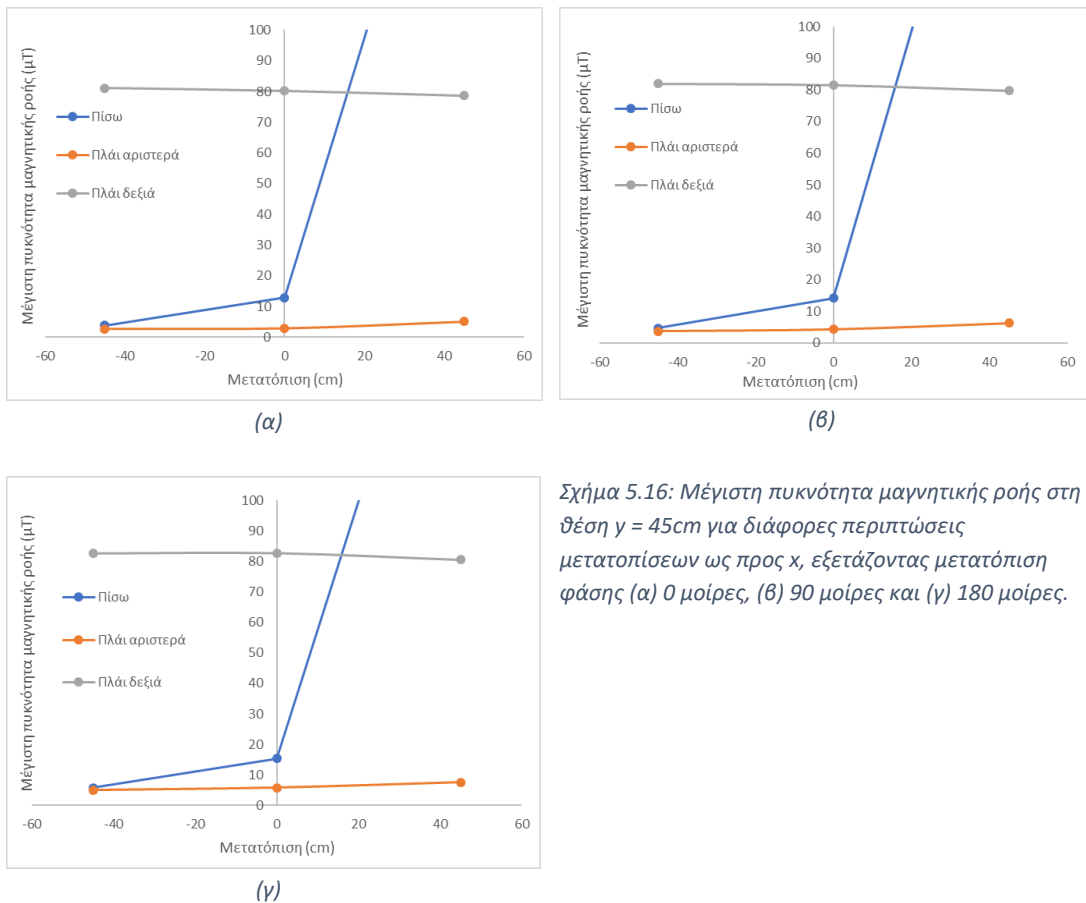 Μέγιστη πυκνότητα μαγνητικής ροής (μT)
100
90
80
70
60
50
40
30
20
10
0
-60
-40
-20
0
20
40
60
Μετατόπιση (cm)
Πίσω
Πλάι αριστερά
Πλάι δεξιά
(α)
Μέγιστη πυκνότητα μαγνητικής ροής (μT)
100
90
80
70
60
50
40
30
20
10
0
-60
-40
-20
0
20
40
60
Μετατόπιση (cm)
Πίσω
Πλάι αριστερά
Πλάι δεξιά
(β)
Μέγιστη πυκνότητα μαγνητικής ροής (μT)
100
90
80
70
60
50
40
30
20
10
0
-60
-40
-20
0
20
40
60
Μετατόπιση (cm)
Πίσω
Πλάι αριστερά
Πλάι δεξιά
(γ)
Σχήμα 5.16: Μέγιστη πυκνότητα μαγνητικής ροής στη
θέση y = 45cm για διάφορες περιπτώσεις
μετατοπίσεων ως προς x, εξετάζοντας μετατόπιση
φάσης (α) 0 μοίρες, (β) 90 μοίρες και (γ) 180 μοίρες.